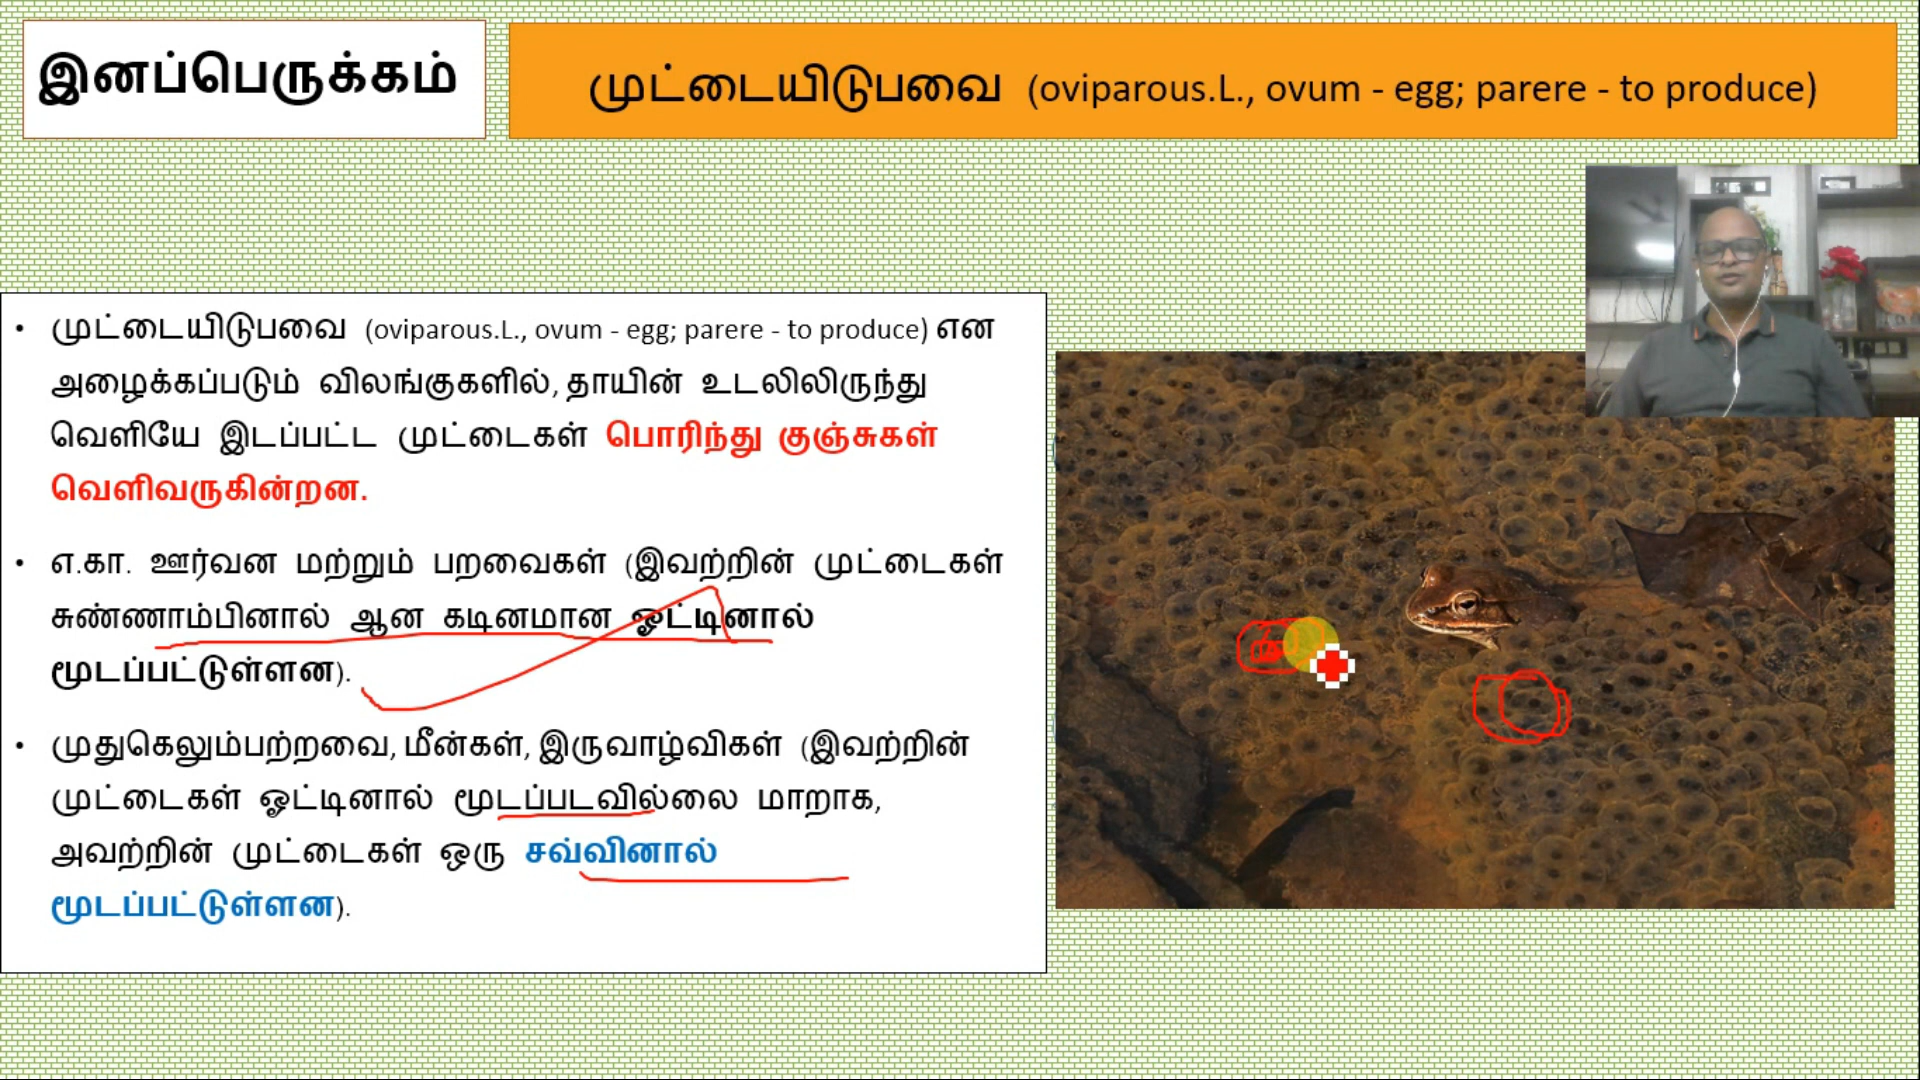 இனப்பெருக்கம்
முட்டையிடுபவை (oviparous.L., ovum - egg; parere - to produce)
• முட்டையிடுபவை (oviparous.L., ovum - egg; parere - to produce) என
அழைக்கப்படும் விலங்குகளில், தாயின் உடலிலிருந்து
வெளியே இடப்பட்ட முட்டைகள் பொரிந்து குஞ்சுகள்
வெளிவருகின்றன.
• எ.கா. ஊர்வன மற்றும் பறவைகள் (இவற்றின் முட்டைகள்
சுண்ணாம்பினால் ஆன கடினமான ஓட்டினால்
மூடப்பட்டுள்ளன).
• முதுகெலும்பற்றவை, மீன்கள், இருவாழ்விகள் (இவற்றின்
முட்டைகள் ஓட்டினால் மூடப்படவில்லை மாறாக,
அவற்றின் முட்டைகள் ஒரு சவ்வினால்
மூடப்பட்டுள்ளன).